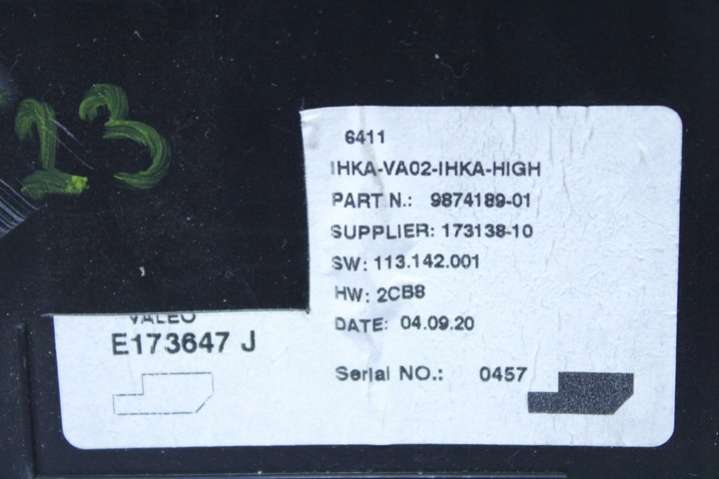 23
6411
IHKA-VA02-IHKA-HIGH
PART N.: 9874189-01
SUPPLIER: 173138-10
SW: 113.142.001
HW: 2CB8
DATE: 04.09.20
Serial NO.: 0457
VALEO
E173647 J